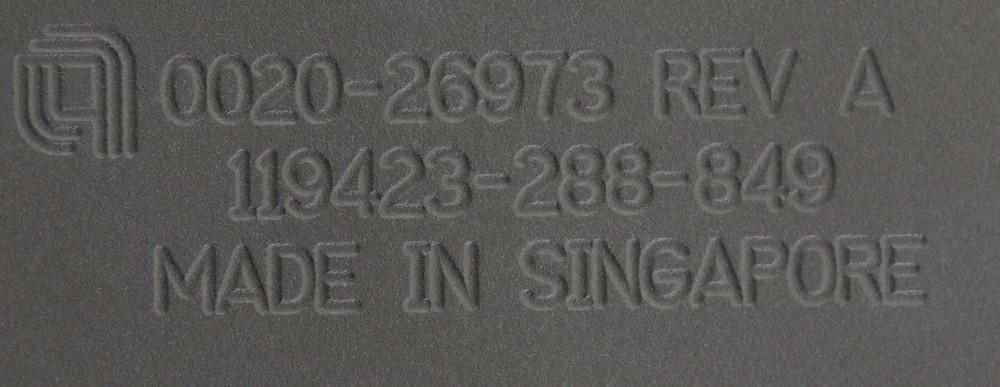 0020-26973 REV A
119423-288-849
MADE IN SINGAPORE